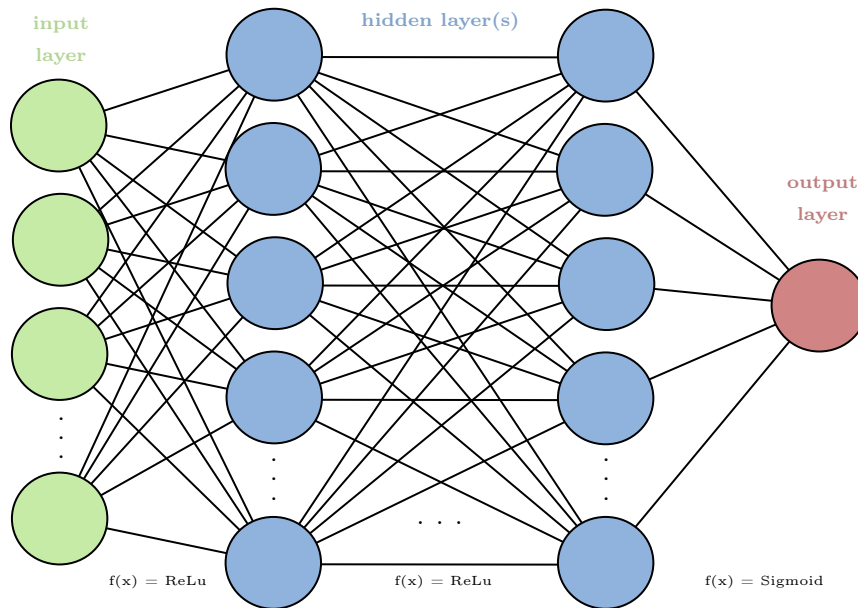 input
layer
hidden layer(s)
output
layer
. . .
f(x) = ReLu
f(x) = ReLu
f(x) = Sigmoid